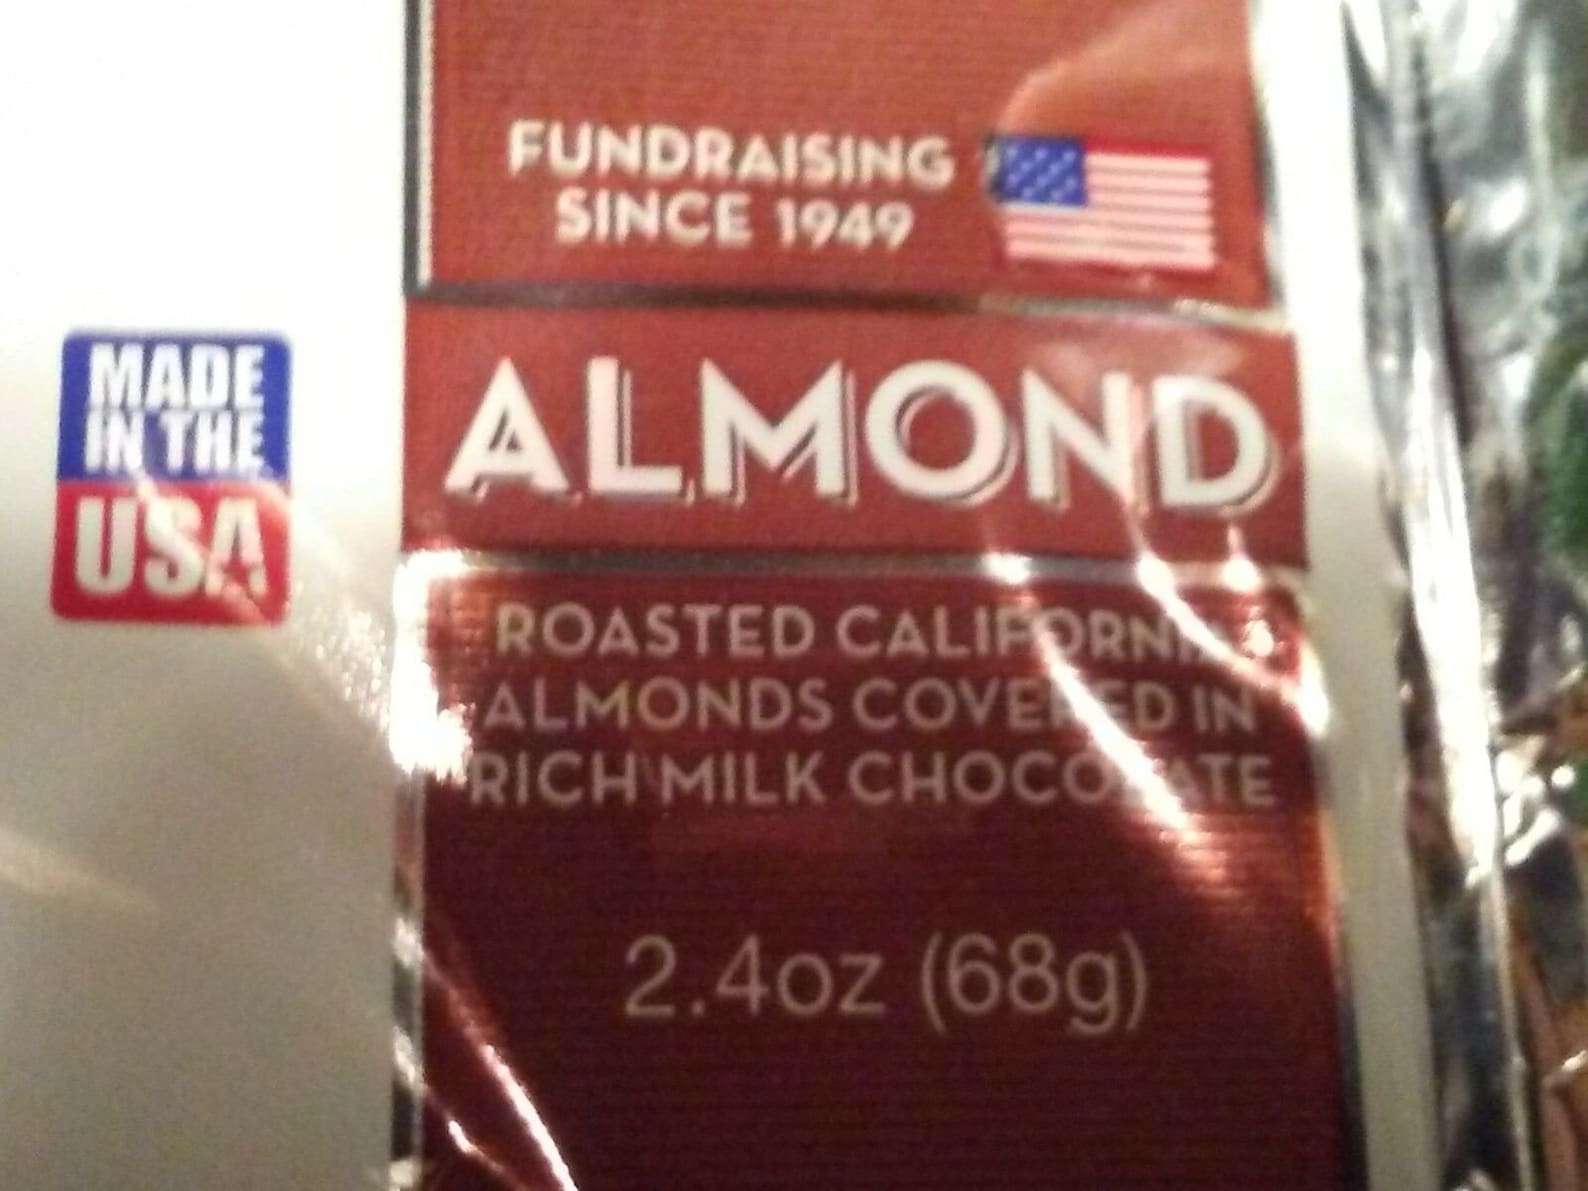 FUNDRAISING
SINCE 1949
MADE
IN THE
USA
ALMOND
ROASTED CALIFORNIA
ALMONDS COVERED IN
RICH MILK CHOCOLATE
2.4oz (68g)